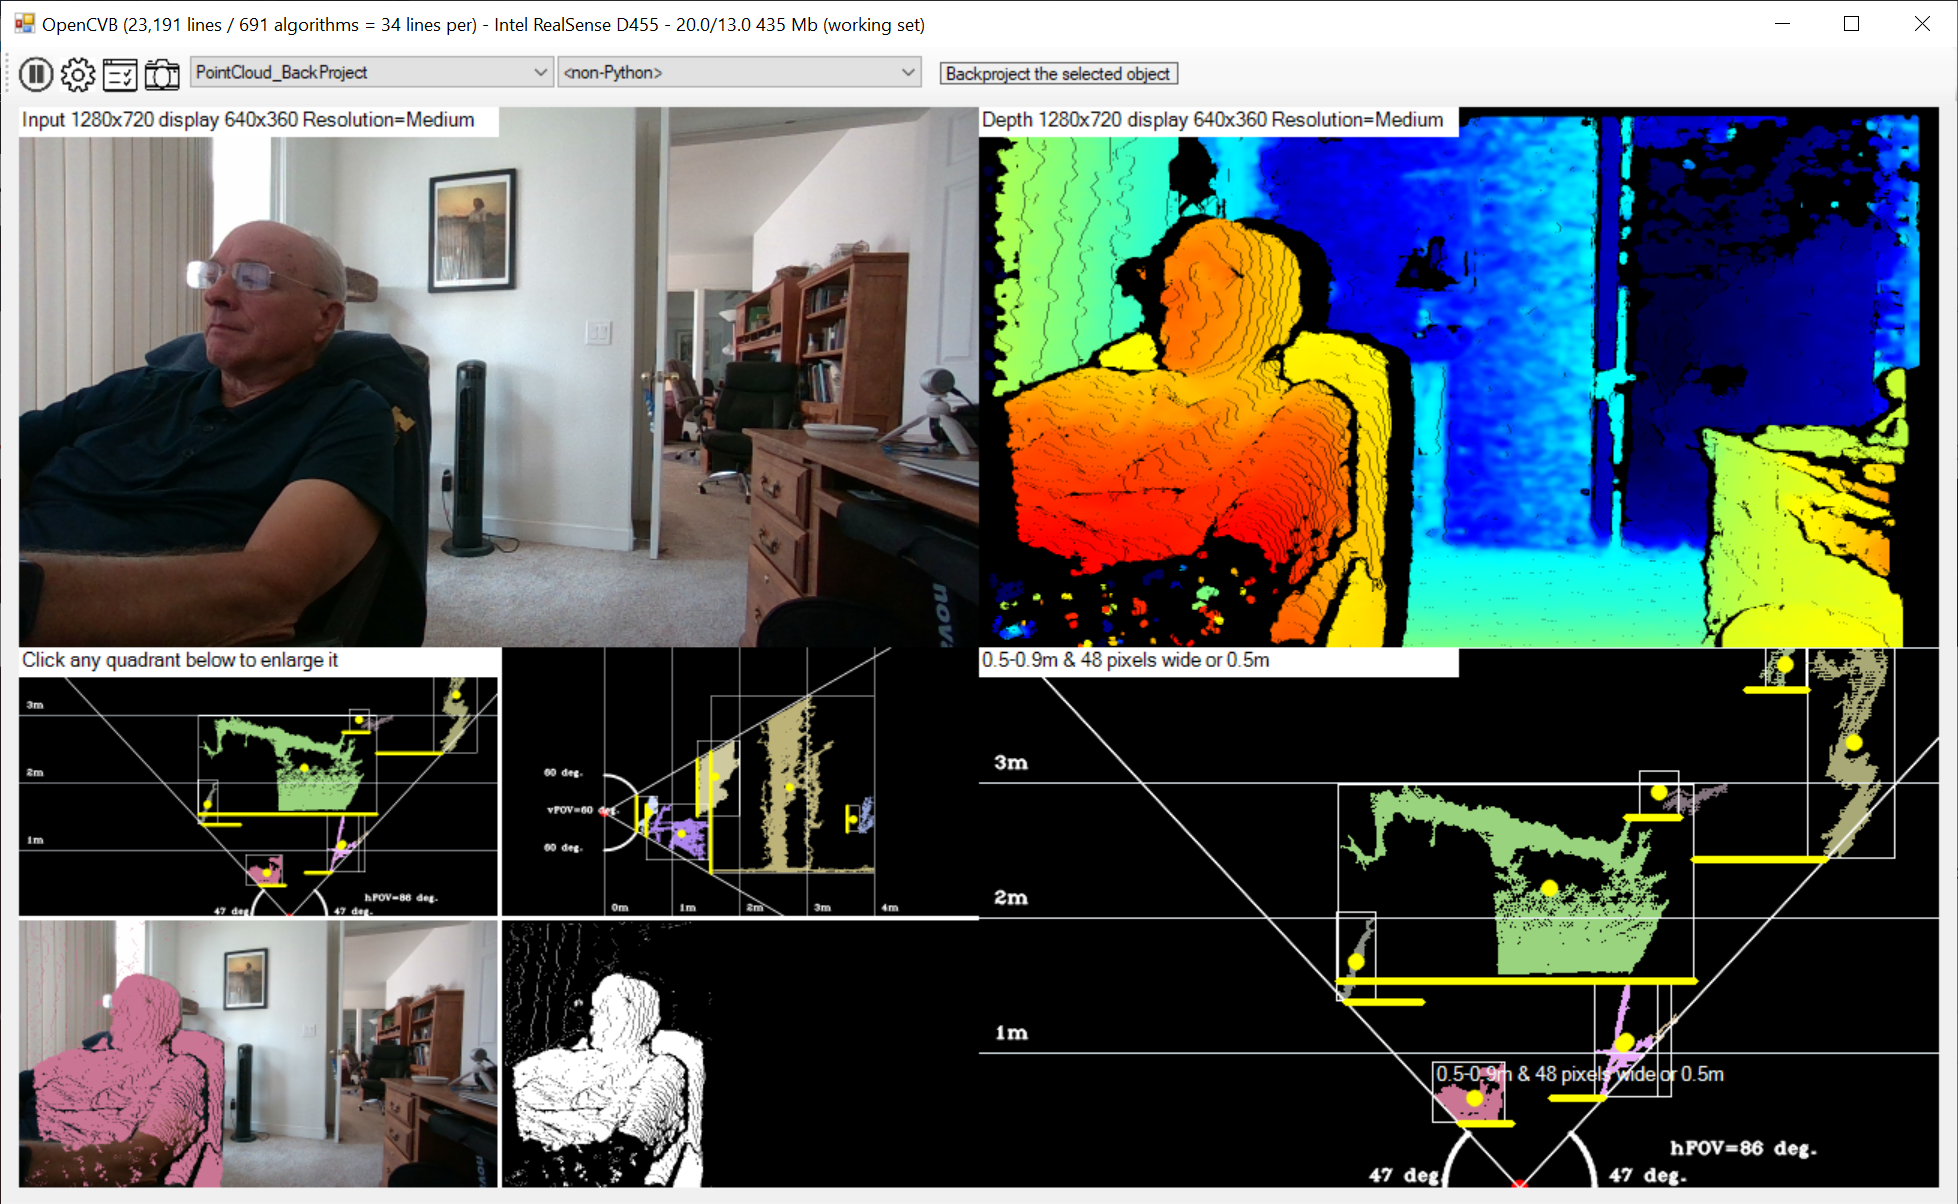 OpenCVB (23,191 lines / 691 algorithms = 34 lines per) - Intel RealSense D455 - 20.0/13.0 435 Mb (working set)
PointCloud_BackProject
<non-Python>
Backproject the selected object
Input 1280x720 display 640x360 Resolution=Medium
Depth 1280x720 display 640x360 Resolution=Medium
nova
Click any quadrant below to enlarge it
3m
2m
1m
hFOV=86 deg.
47 deg
47 deg.
60 deg.
vFOV=60 deg.
60 deg.
0m
1m
2m
3m
4m
nova
0.5-0.9m & 48 pixels wide or 0.5m
3m
2m
1m
0.5-0.9m & 48 pixels wide or 0.5m
hFOV=86 deg.
47 deg
47 deg.